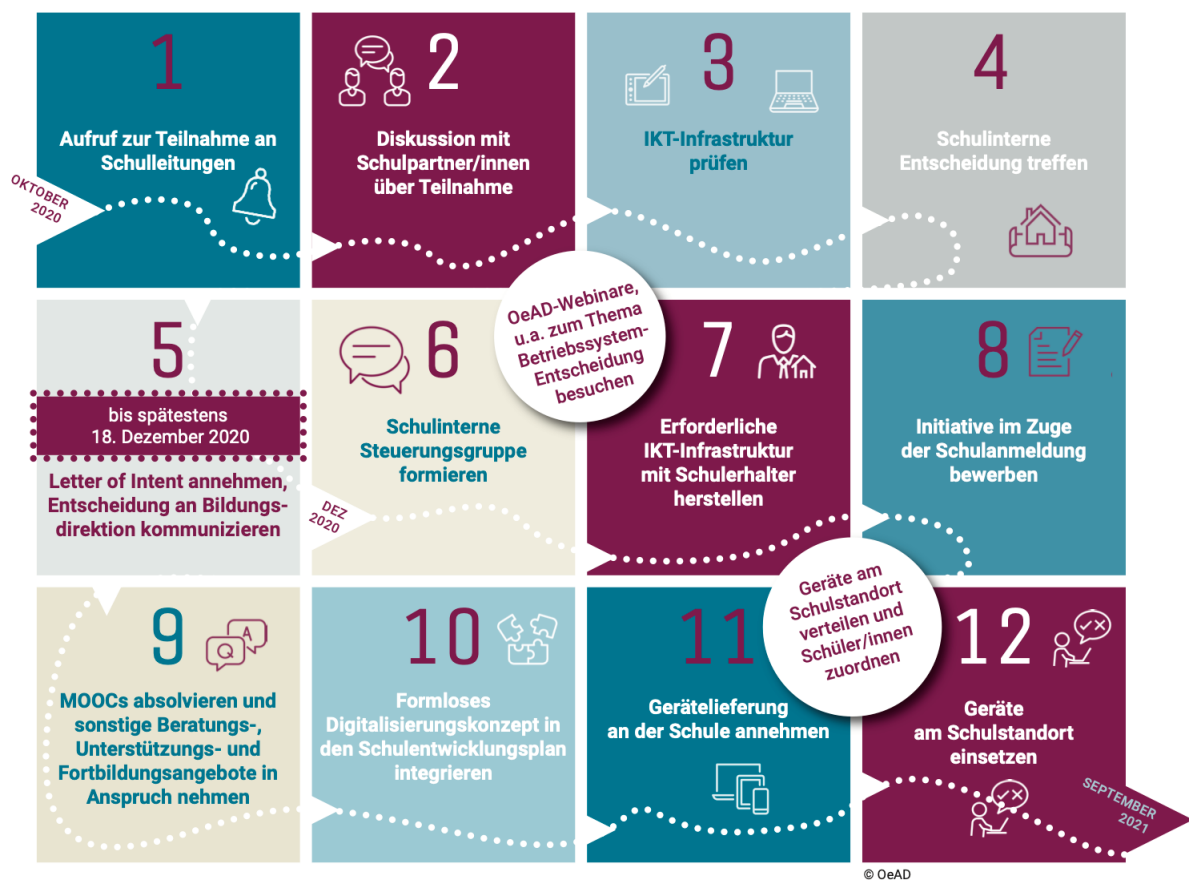 1
Aufruf zur Teilnahme an
Schulleitungen
OKTOBER
2020
2
Diskussion mit
Schulpartner/innen
über Teilnahme
3
IKT-Infrastruktur
prüfen
4
Schulinterne
Entscheidung treffen
5
bis spätestens
18. Dezember 2020
Letter of Intent annehmen,
Entscheidung an Bildungs-
direktion kommunizieren
DEZ
2020
6
Schulinterne
Steuerungsgruppe
formieren
OeAD-Webinare,
u.a. zum Thema
Betriebssystem-
Entscheidung
besuchen
7
Erforderliche
IKT-Infrastruktur
mit Schulerhalter
herstellen
8
Initiative im Zuge
der Schulanmeldung
bewerben
9
Q
A
MOOCs absolvieren und
sonstige Beratungs-,
Unterstützungs- und
Fortbildungsangebote in
Anspruch nehmen
10
Formloses
Digitalisierungskonzept in
den Schulentwicklungsplan
integrieren
11
Gerätelieferung
an der Schule annehmen
Geräte am
Schulstandort
verteilen und
Schüler/innen
zuordnen
12
Geräte
am Schulstandort
einsetzen
SEPTEMBER
2021
© OeAD